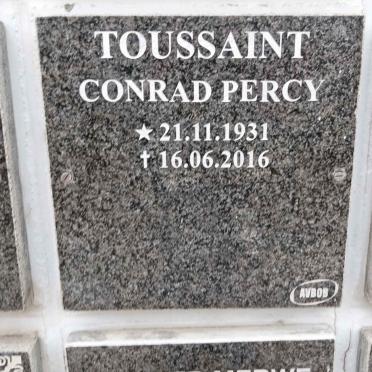 TOUSSAINT
CONRAD PERCY
★ 21.11.1931
† 16.06.2016
AVBOB